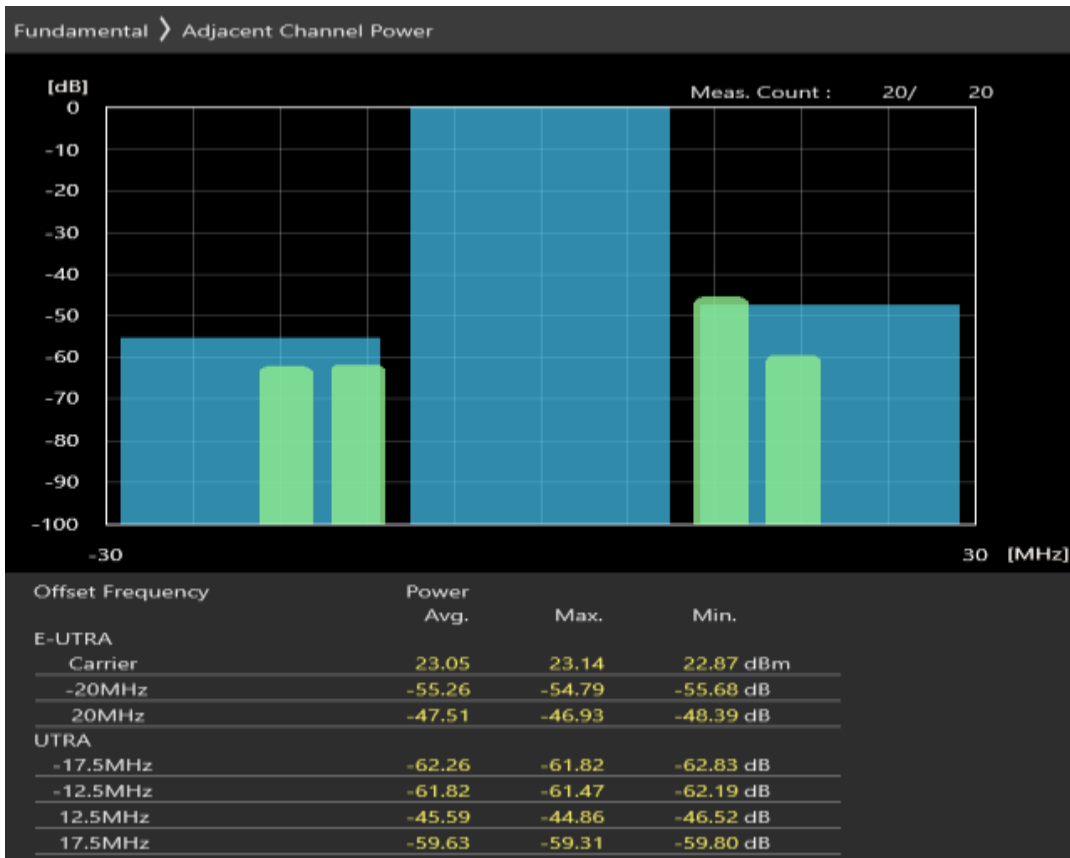 Fundamental 〉 Adjacent Channel Power
[dB]
Meas. Count : 20/ 20
0
-10
-20
-30
-40
-50
-60
-70
-80
-90
-100
-30 30 [MHz]
Offset Frequency Power
Avg. Max. Min.
E-UTRA
Carrier 23.05 23.14 22.87 dBm
-20MHz -55.26 -54.79 -55.68 dB
20MHz -47.51 -46.93 -48.39 dB
UTRA
-17.5MHz -62.26 -61.82 -62.83 dB
-12.5MHz -61.82 -61.47 -62.19 dB
12.5MHz -45.59 -44.86 -46.52 dB
17.5MHz -59.63 -59.31 -59.80 dB